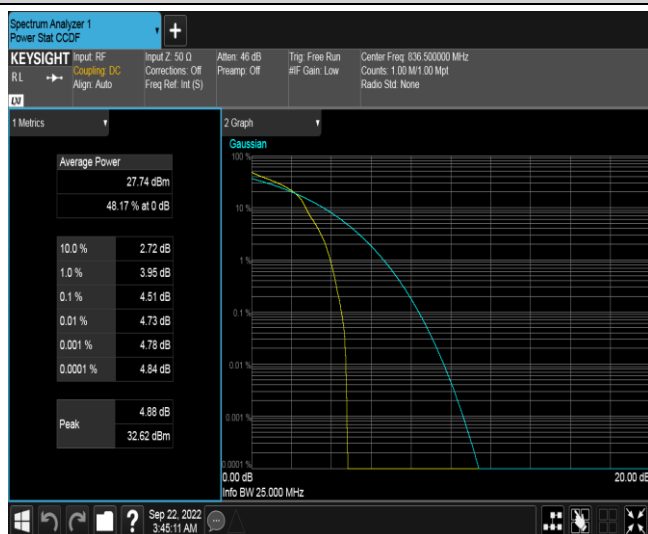 Spectrum Analyzer 1
Power Stat CCDF
+
KEYSIGHT
RL
LXI
Input: RF
Coupling: DC
Align: Auto
Input Z: 50 Ω
Corrections: Off
Freq Ref: Int (S)
Atten: 46 dB
Preamp: Off
Trig: Free Run
#IF Gain: Low
Center Freq: 836.500000 MHz
Counts: 1.00 M/1.00 Mpt
Radio Std: None
1 Metrics
Average Power
27.74 dBm
48.17 % at 0 dB
10.0 % 2.72 dB
1.0 % 3.95 dB
0.1 % 4.51 dB
0.01 % 4.73 dB
0.001 % 4.78 dB
0.0001 % 4.84 dB
Peak
4.88 dB
32.62 dBm
2 Graph
Gaussian
100 %
10 %
1 %
0.1 %
0.01 %
0.001 %
0.0001 %
0.00 dB
20.00 dB
Info BW 25.000 MHz
?
Sep 22, 2022
3:45:11 AM